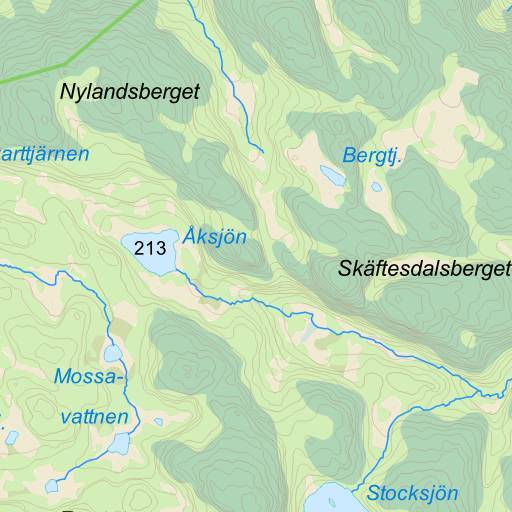 Nylandsberget
arttjärnen
Bergtj.
Åksjön
213
Skäftesdalsberget
Mossa-
vattnen
Stocksjön